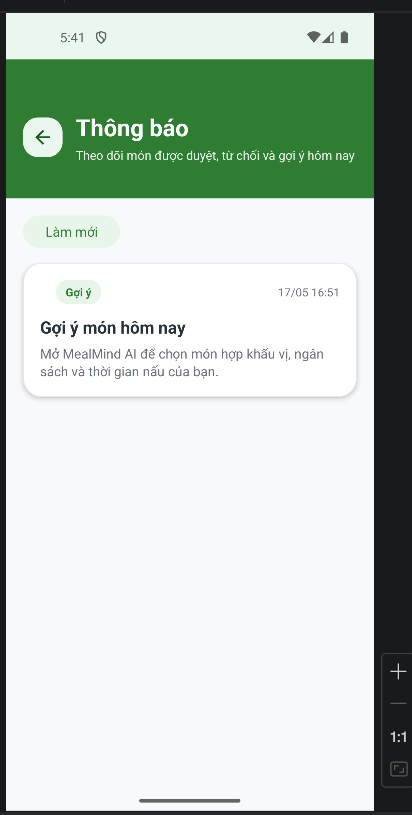 5:41
Thông báo
Theo dõi món được duyệt, từ chối và gợi ý hôm nay
Làm mới
Gợi ý
17/05 16:51
Gợi ý món hôm nay
Mở MealMind AI để chọn món hợp khẩu vị, ngân
sách và thời gian nấu của bạn.
1:1